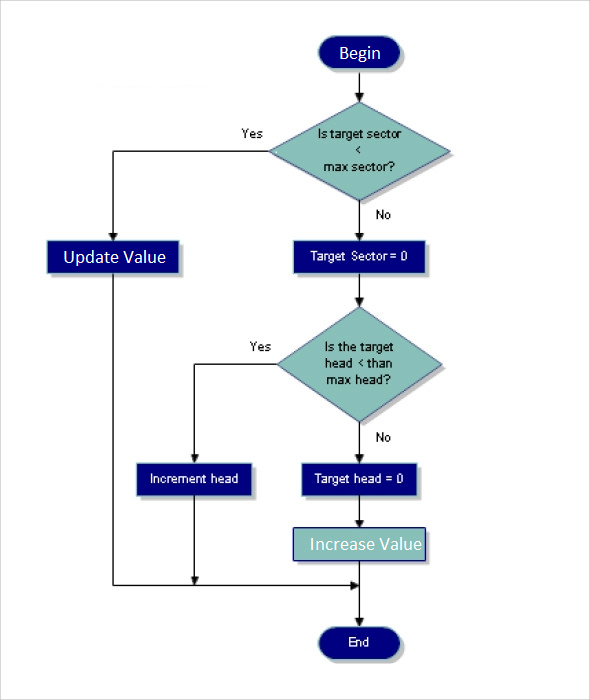 Begin
Is target sector
<
max sector?
Yes
No
Update Value
Target Sector = 0
Is the target
head < than
max head?
Yes
No
Increment head
Target head = 0
Increase Value
End